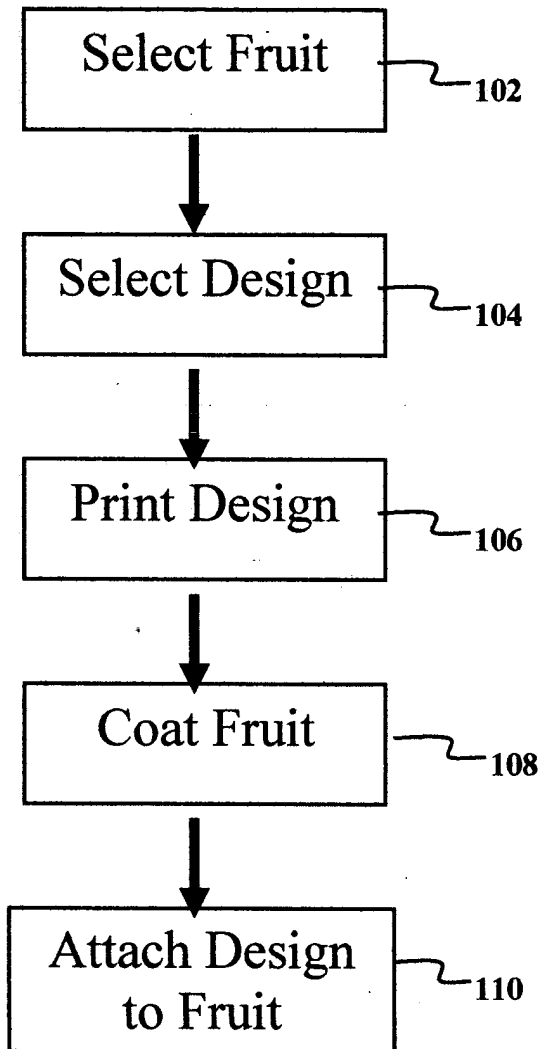 Select Fruit
102
Select Design
104
Print Design
106
Coat Fruit
108
Attach Design
to Fruit
110